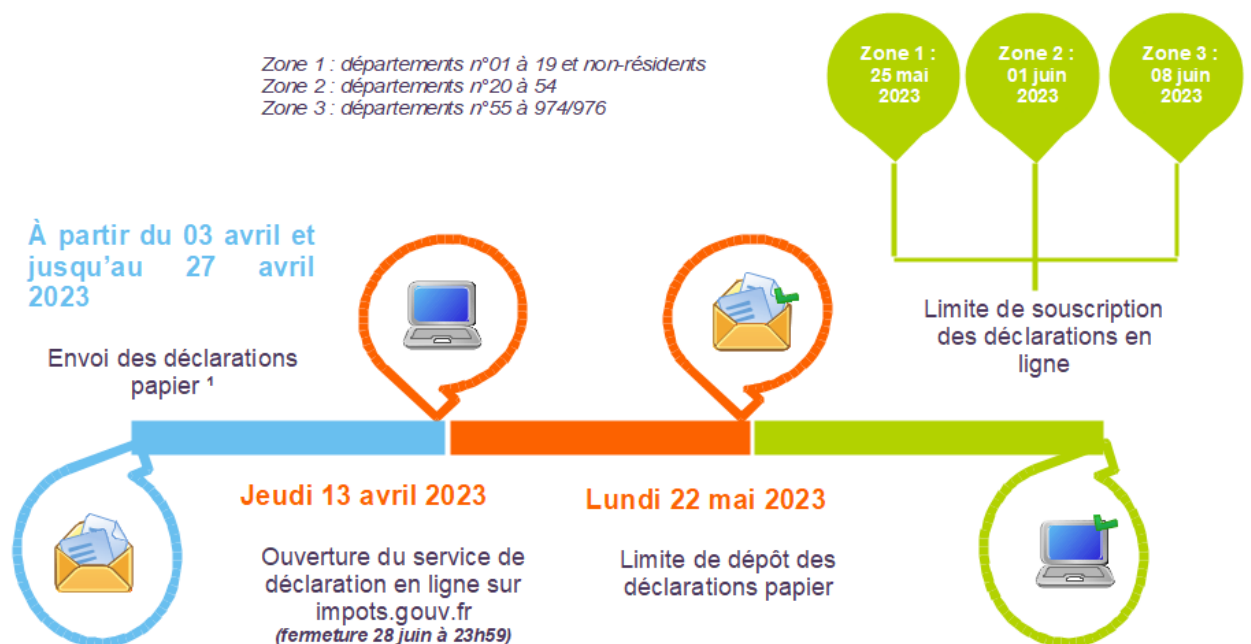 Zone 1 : départements n°01 à 19 et non-résidents
Zone 2 : départements n°20 à 54
Zone 3 : départements n°55 à 974/976
Zone 1 :
25 mai
2023
Zone 2 :
01 juin
2023
Zone 3 :
08 juin
2023
À partir du 03 avril et
jusqu'au 27 avril
2023
Envoi des déclarations
papier ¹
Limite de souscription
des déclarations en
ligne
Jeudi 13 avril 2023
Ouverture du service de
déclaration en ligne sur
impots.gouv.fr
(fermeture 28 juin à 23h59)
Lundi 22 mai 2023
Limite de dépôt des
déclarations papier